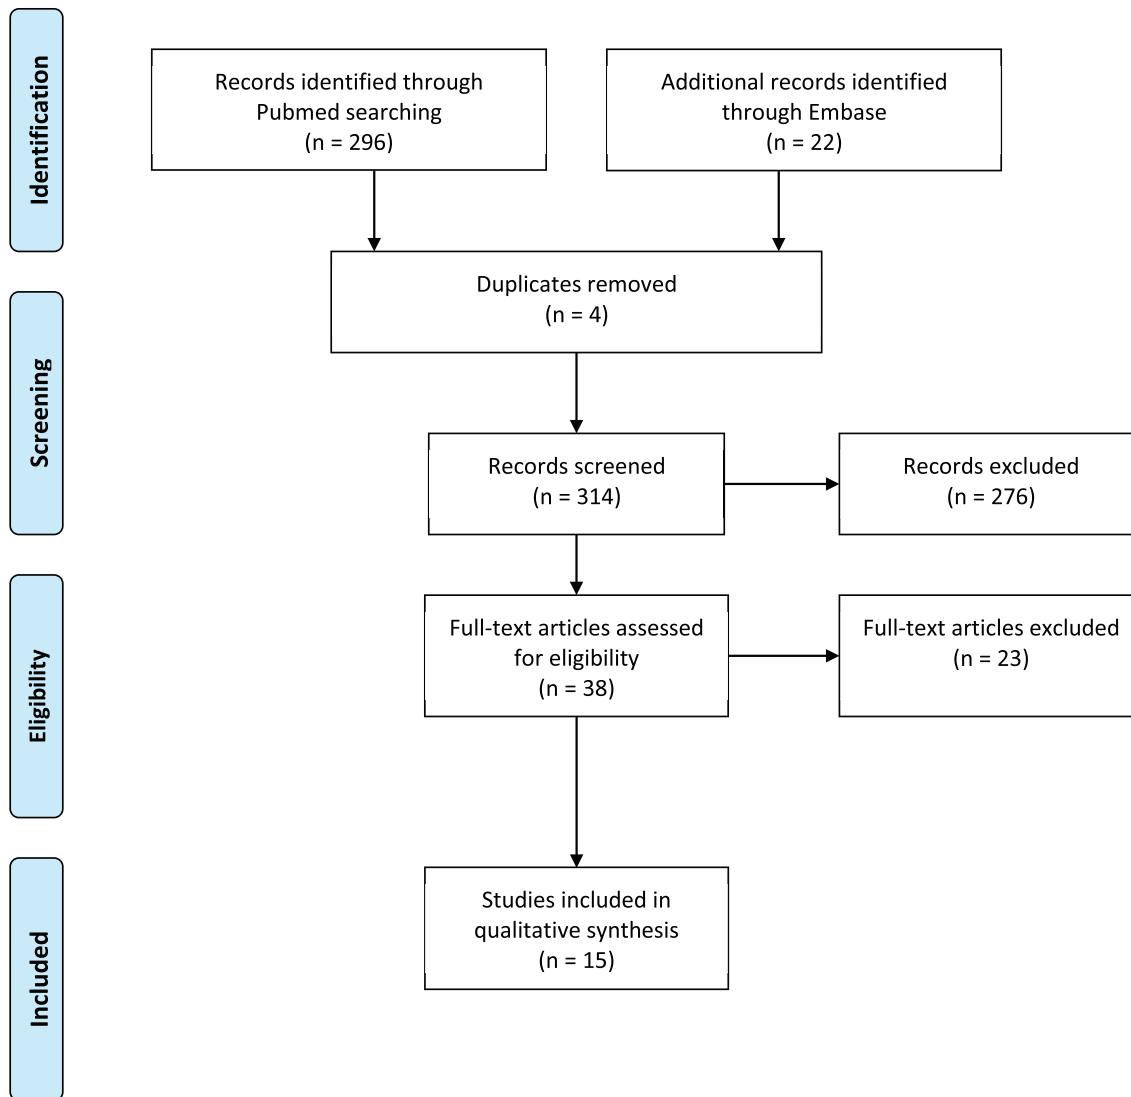 Identification
Records identified through
Pubmed searching
(n = 296)
Additional records identified
through Embase
(n = 22)
Duplicates removed
(n = 4)
Screening
Records screened
(n = 314)
Records excluded
(n = 276)
Eligibility
Full-text articles assessed
for eligibility
(n = 38)
Full-text articles excluded
(n = 23)
Included
Studies included in
qualitative synthesis
(n = 15)